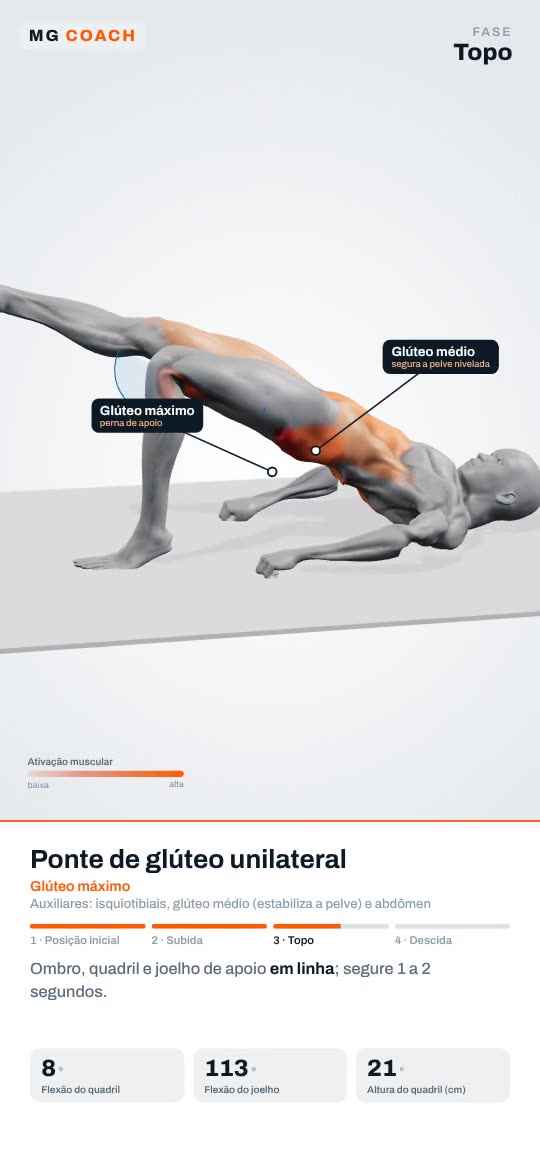 MG COACH
FASE
Topo
Glúteo médio
segura a pelve nivelada
Glúteo máximo
perna de apoio
Ativação muscular
baixa alta
Ponte de glúteo unilateral
Glúteo máximo
Auxiliares: isquiotibiais, glúteo médio (estabiliza a pelve) e abdômen
1 · Posição inicial 2 · Subida 3 · Topo 4 · Descida
Ombro, quadril e joelho de apoio em linha; segure 1 a 2
segundos.
8° 113° 21°
Flexão do quadril Flexão do joelho Altura do quadril (cm)